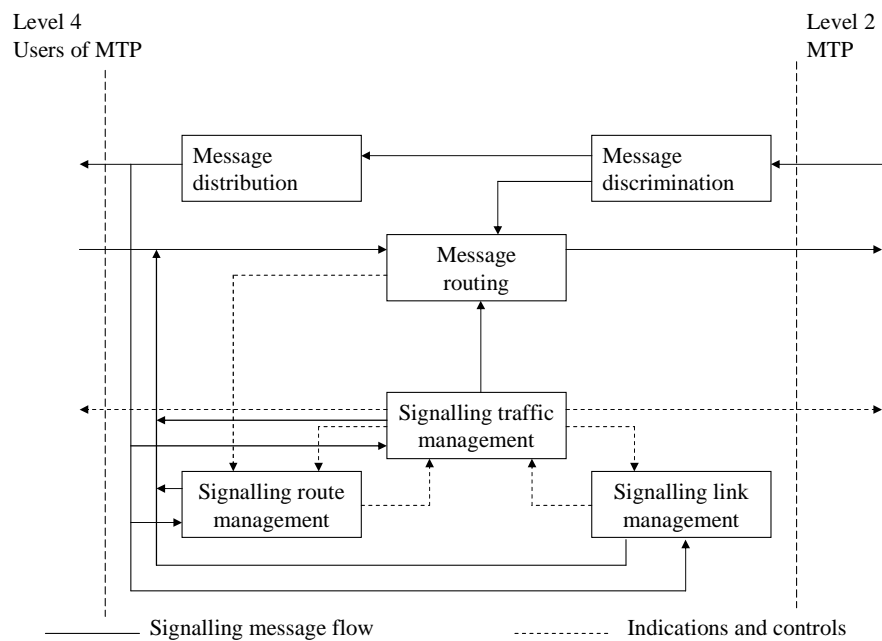 Level 4
Users of MTP
Level 2
MTP
Message
distribution
Message
discrimination
Message
routing
Signalling traffic
management
Signalling route
management
Signalling link
management
Signalling message flow
Indications and controls